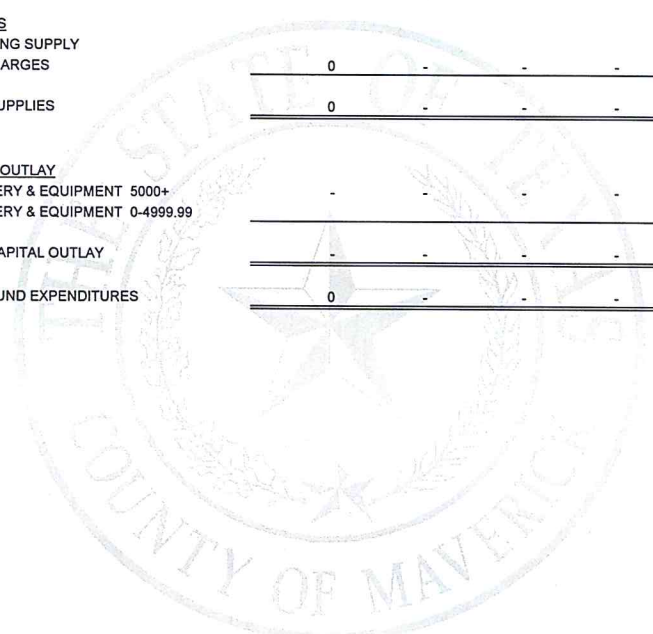 S
NG SUPPLY
ARGES 0 - - -
UPPLIES 0 - - -
OUTLAY
ERY & EQUIPMENT 5000+ - - - -
ERY & EQUIPMENT 0-4999.99
APITAL OUTLAY - - - -
UND EXPENDITURES 0 - - -
THE STATE OF TEXAS
COUNTY OF MAVERICK